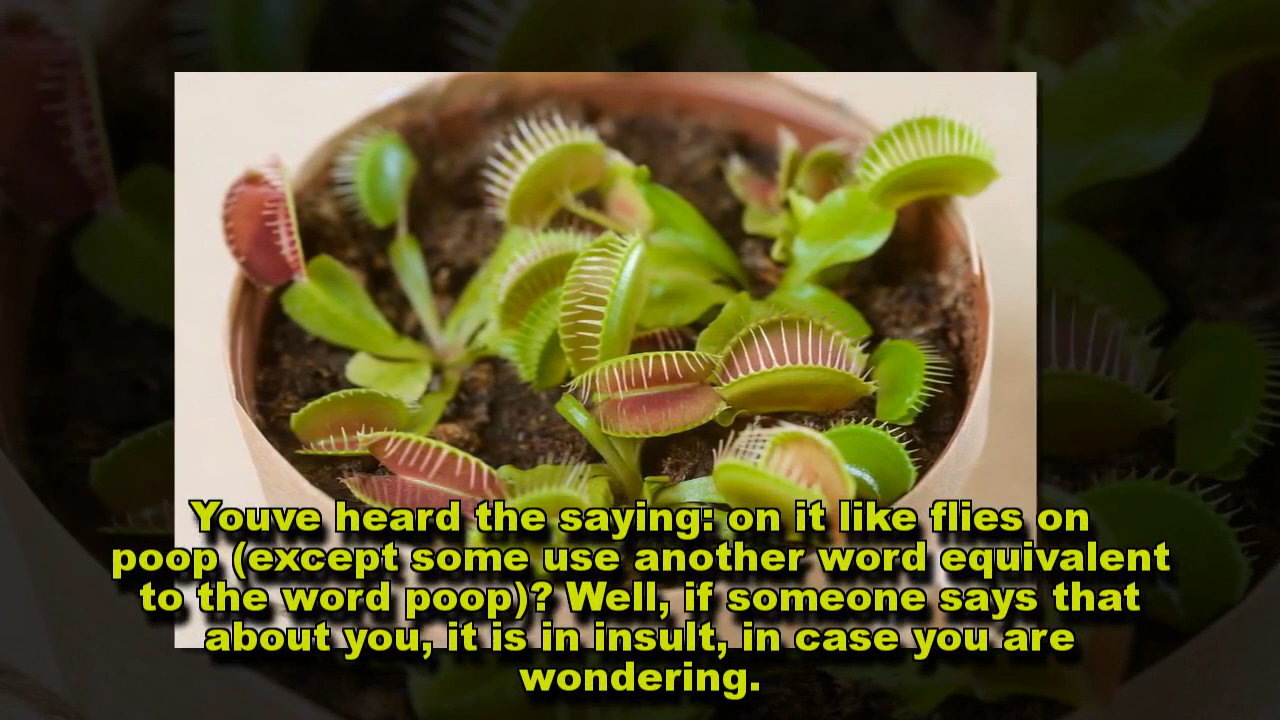 Youve heard the saying: on it like flies on
poop (except some use another word equivalent
to the word poop)? Well, if someone says that
about you, it is in insult, in case you are
wondering.